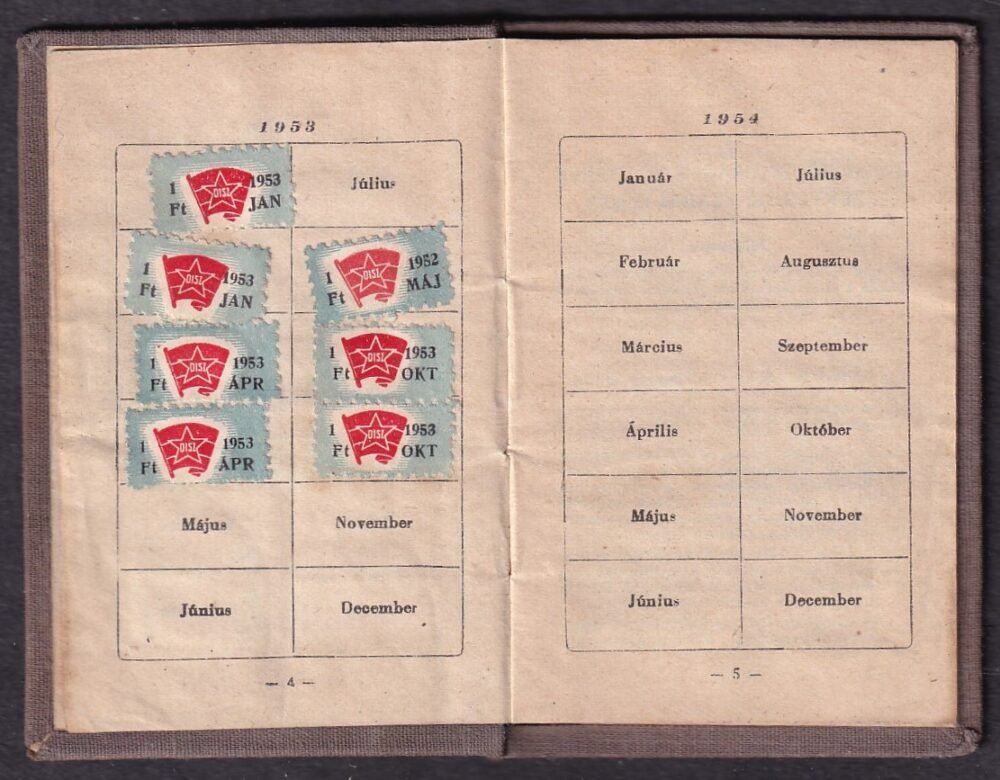 1953
1 1953
Ft DISZ JAN
Július
1 1953
Ft DISZ JAN
1 1952
Ft DISZ MÁJ
1 1953
Ft DISZ ÁPR
1 1953
Ft DISZ OKT
1 1953
Ft DISZ ÁPR
1 1953
Ft DISZ OKT
Május November
Június December
— 4 —
1954
Január Július
Február Augusztus
Március Szeptember
Április Október
Május November
Június December
— 5 —